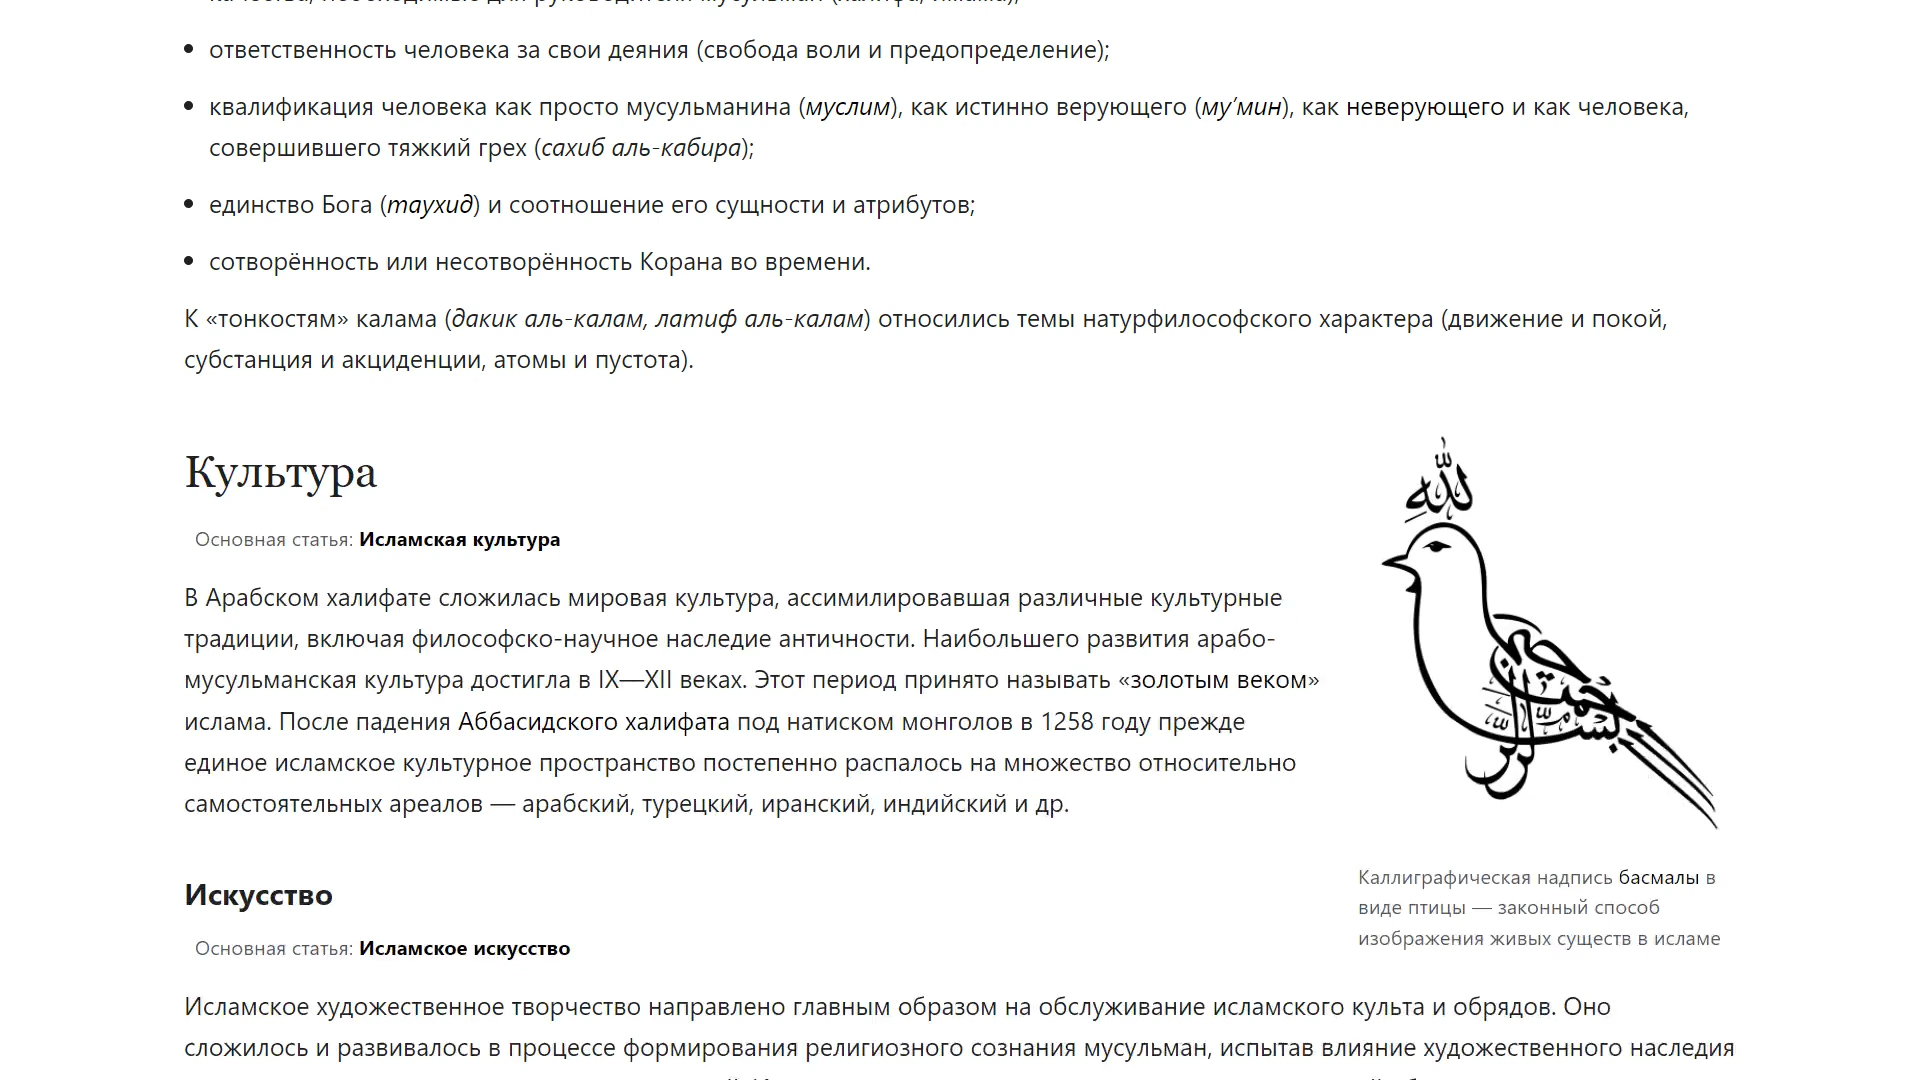 ответственность человека за свои деяния (свобода воли и предопределение);
квалификация человека как просто мусульманина (муслим), как истинно верующего (му’мин), как неверующего и как человека,
совершившего тяжкий грех (сахиб аль-кабира);
единство Бога (таухид) и соотношение его сущности и атрибутов;
сотворённость или несотворённость Корана во времени.
К «тонкостям» калама (дакик аль-калам, латиф аль-калам) относились темы натурфилософского характера (движение и покой,
субстанция и акциденции, атомы и пустота).
Культура
Основная статья: Исламская культура
В Арабском халифате сложилась мировая культура, ассимилировавшая различные культурные
традиции, включая философско-научное наследие античности. Наибольшего развития арабо-
мусульманская культура достигла в IX—XII веках. Этот период принято называть «золотым веком»
ислама. После падения Аббасидского халифата под натиском монголов в 1258 году прежде
единое исламское культурное пространство постепенно распалось на множество относительно
самостоятельных ареалов — арабский, турецкий, иранский, индийский и др.
Каллиграфическая надпись басмалы в
виде птицы — законный способ
изображения живых существ в исламе
Искусство
Основная статья: Исламское искусство
Исламское художественное творчество направлено главным образом на обслуживание исламского культа и обрядов. Оно
сложилось и развивалось в процессе формирования религиозного сознания мусульман, испытав влияние художественного наследия